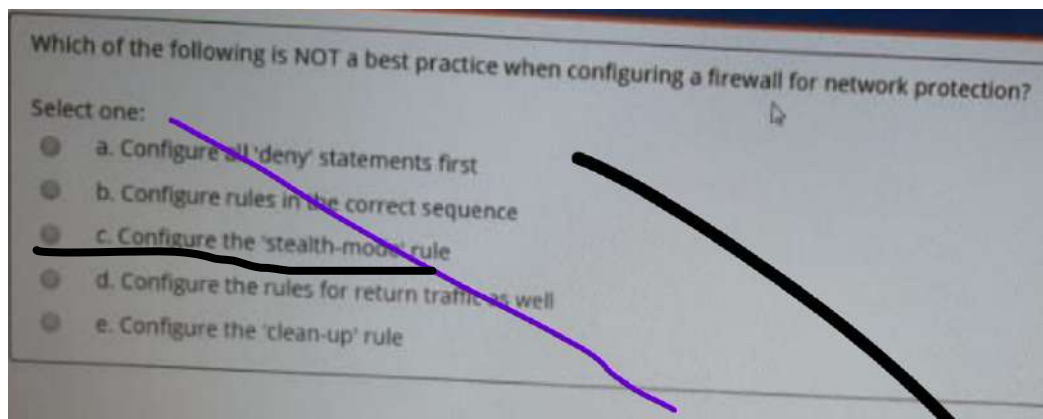 Which of the following is NOT a best practice when configuring a firewall for network protection?
Select one:
a. Configure all 'deny' statements first
b. Configure rules in the correct sequence
c. Configure the 'stealth-mode' rule
d. Configure the rules for return traffic as well
e. Configure the 'clean-up' rule